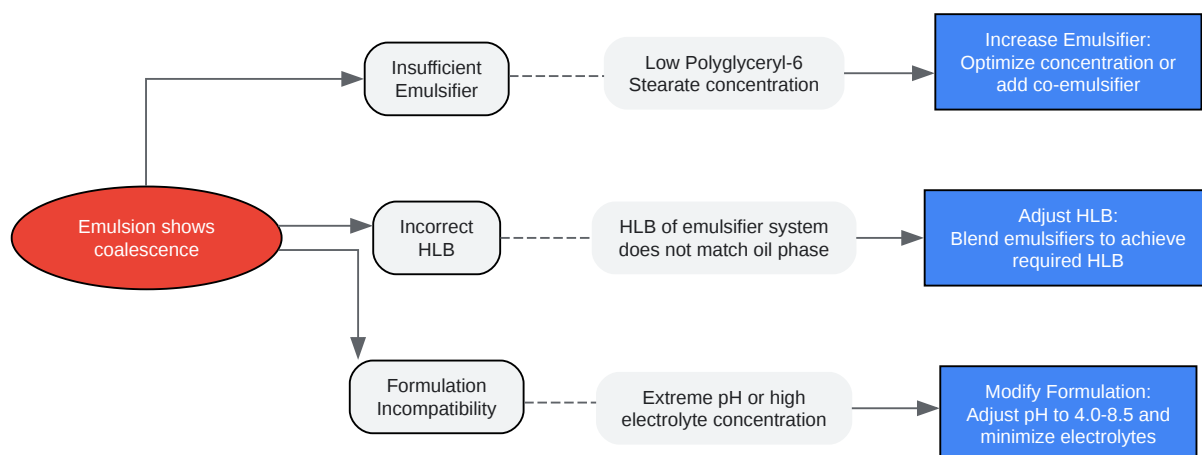 Insufficient
Emulsifier
Low Polyglyceryl-6
Stearate concentration
Increase Emulsifier:
Optimize concentration or
add co-emulsifier
Emulsion shows
coalescence
Incorrect
HLB
HLB of emulsifier system
does not match oil phase
Adjust HLB:
Blend emulsifiers to achieve
required HLB
Formulation
Incompatibility
Extreme pH or high
electrolyte concentration
Modify Formulation:
Adjust pH to 4.0-8.5 and
minimize electrolytes